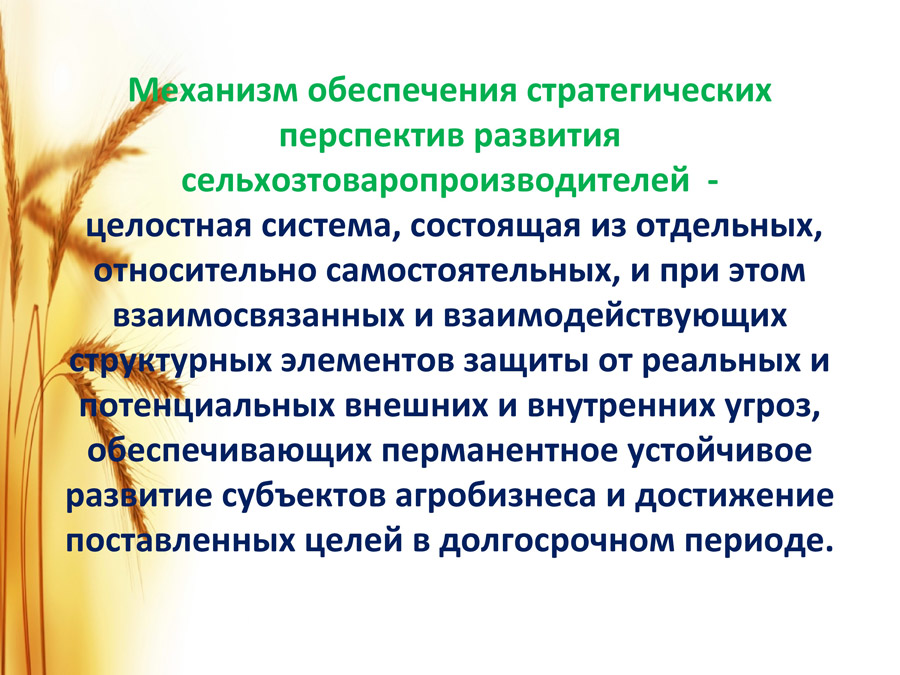 Механизм обеспечения стратегических
перспектив развития
сельхозтоваропроизводителей -
целостная система, состоящая из отдельных,
относительно самостоятельных, и при этом
взаимосвязанных и взаимодействующих
структурных элементов защиты от реальных и
потенциальных внешних и внутренних угроз,
обеспечивающих перманентное устойчивое
развитие субъектов агробизнеса и достижение
поставленных целей в долгосрочном периоде.